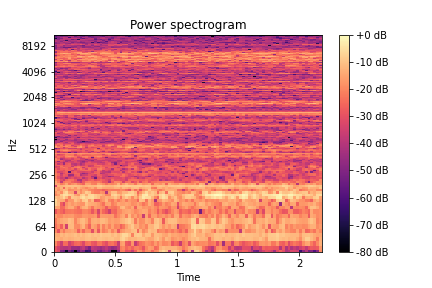 Power spectrogram
8192
4096
2048
1024
512
256
128
64
0
Hz
0
0.5
1
1.5
2
Time
+0 dB
-10 dB
-20 dB
-30 dB
-40 dB
-50 dB
-60 dB
-70 dB
-80 dB